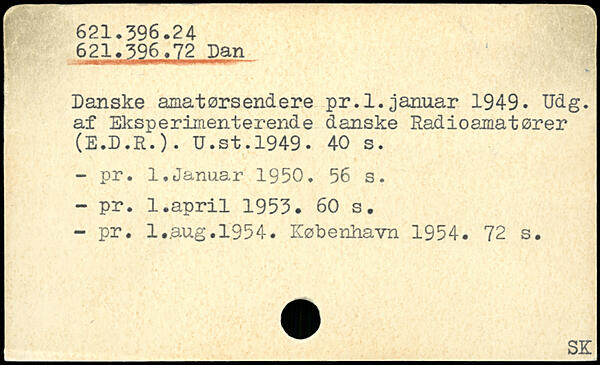 621.396.24
621.396.72 Dan
Danske amatørsendere pr.1.januar 1949. Udg.
af Eksperimenterende danske Radioamatører
(E.D.R.). U.st.1949. 40 s.
- pr. 1.Januar 1950. 56 s.
- pr. 1.april 1953. 60 s.
- pr. 1.aug.1954. København 1954. 72 s.
SK